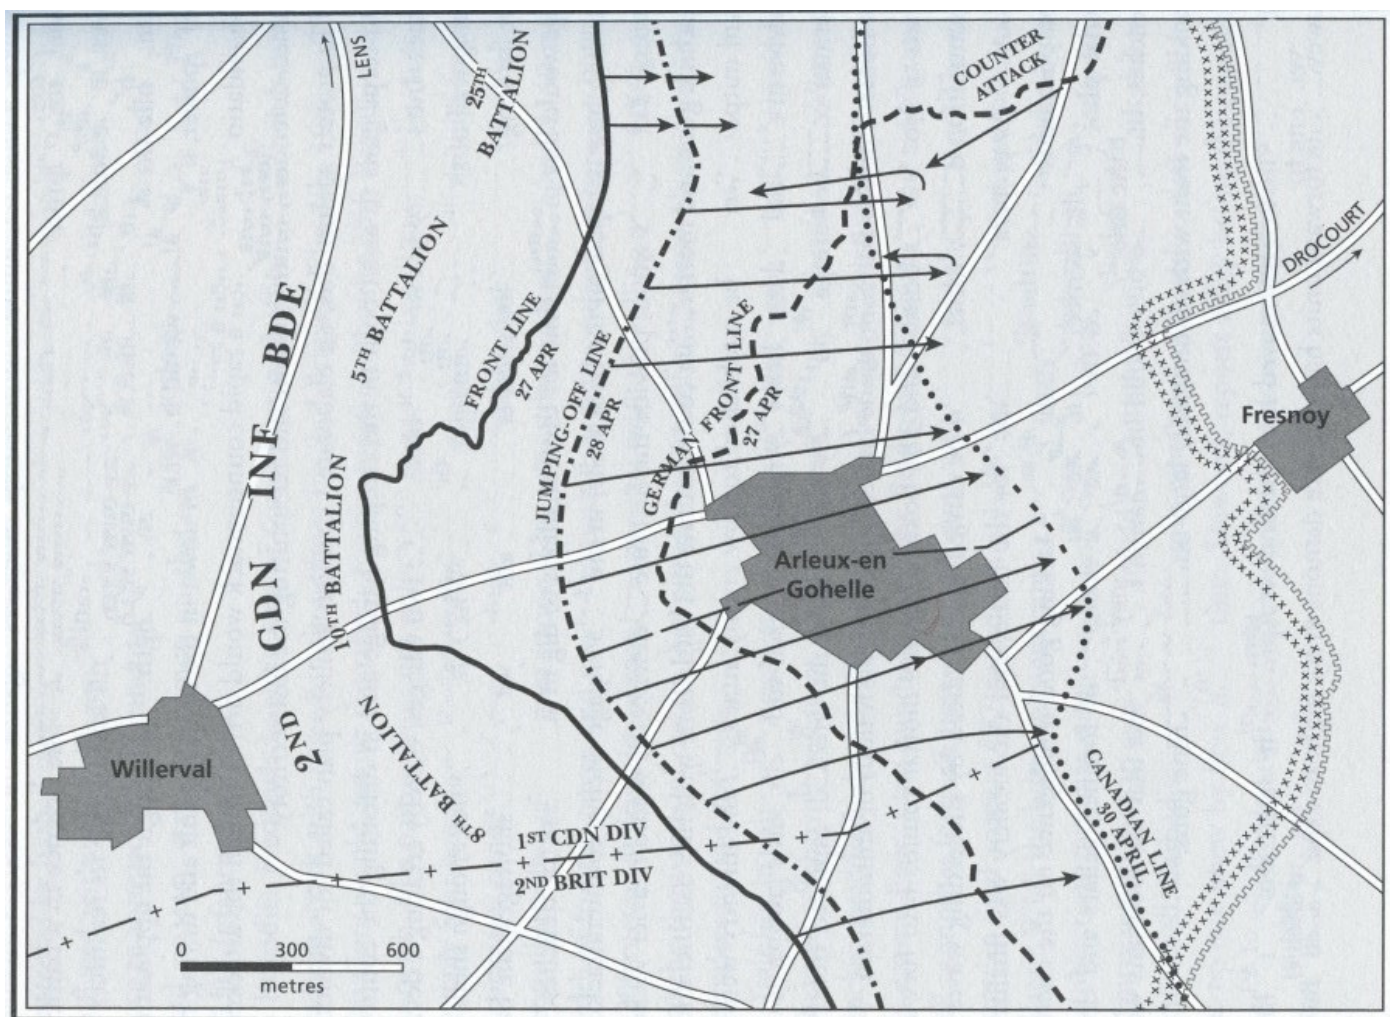 LENS
25TH
BATTALION
COUNTER
ATTACK
5TH BATTALION
FRONT LINE
27 APR
JUMPING-OFF LINE
28 APR
GERMAN FRONT LINE
27 APR
DROCOURT
Fresnoy
2ND CDN INF BDE
10TH BATTALION
Arleux-en
Gohelle
Willerval
8TH BATTALION
1ST CDN DIV
2ND BRIT DIV
CANADIAN LINE
30 APRIL
0 300 600
metres